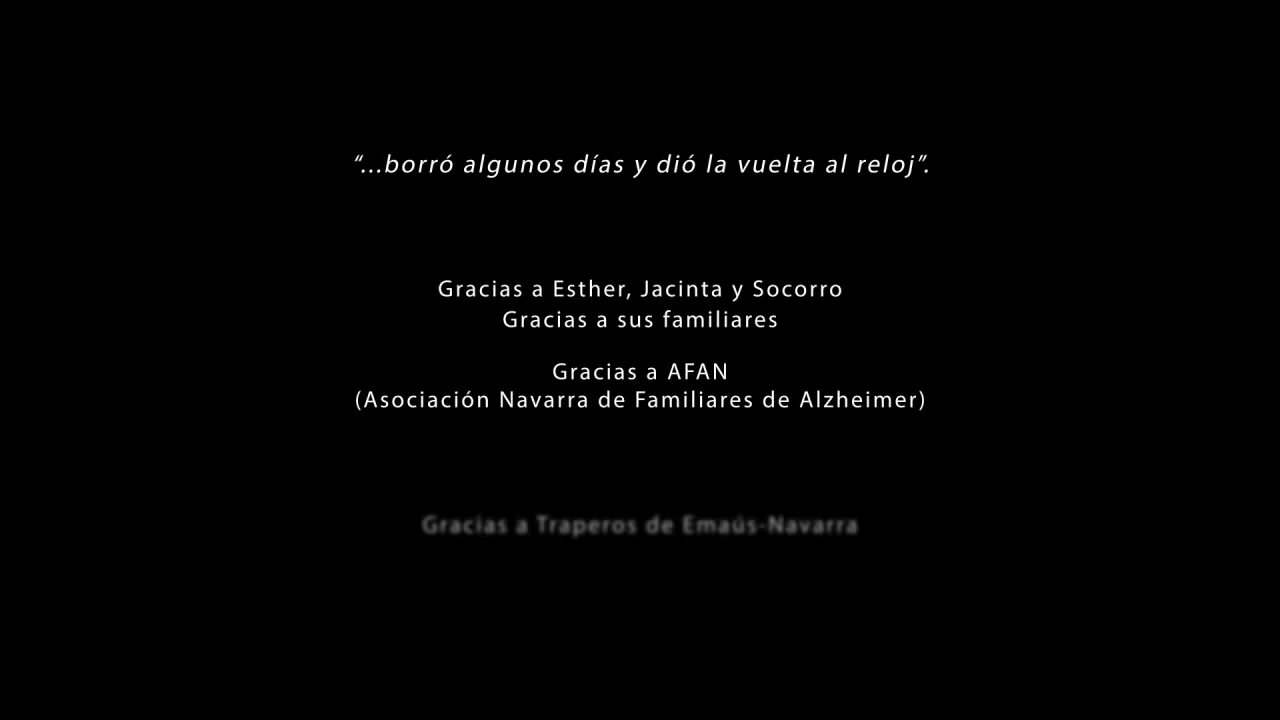 “...borró algunos días y dió la vuelta al reloj”.
Gracias a Esther, Jacinta y Socorro
Gracias a sus familiares
Gracias a AFAN
(Asociación Navarra de Familiares de Alzheimer)
Gracias a Traperos de Emaús-Navarra